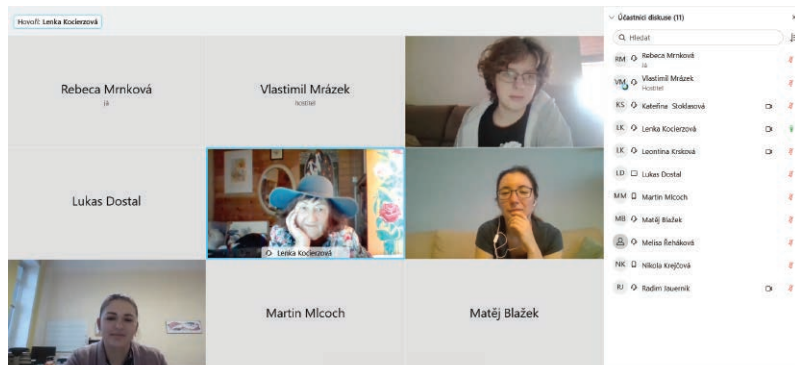 Hovoří: Lenka Kocierzová
Rebeca Mrnková
já
Vlastimil Mrázek
hostitel
Lukas Dostal
Lenka Kocierzová
Martin Mlcoch
Matěj Blažek
Účastníci diskuse (11)
Hledat
RM Rebeca Mrnková
já
VM Vlastimil Mrázek
Hostitel
KS Kateřina Stoklasová
LK Lenka Kocierzová
LK Leontina Krsková
LD Lukas Dostal
MM Martin Mlcoch
MB Matěj Blažek
Melisa Řeháková
NK Nikola Krejčová
RJ Radim Jauernik